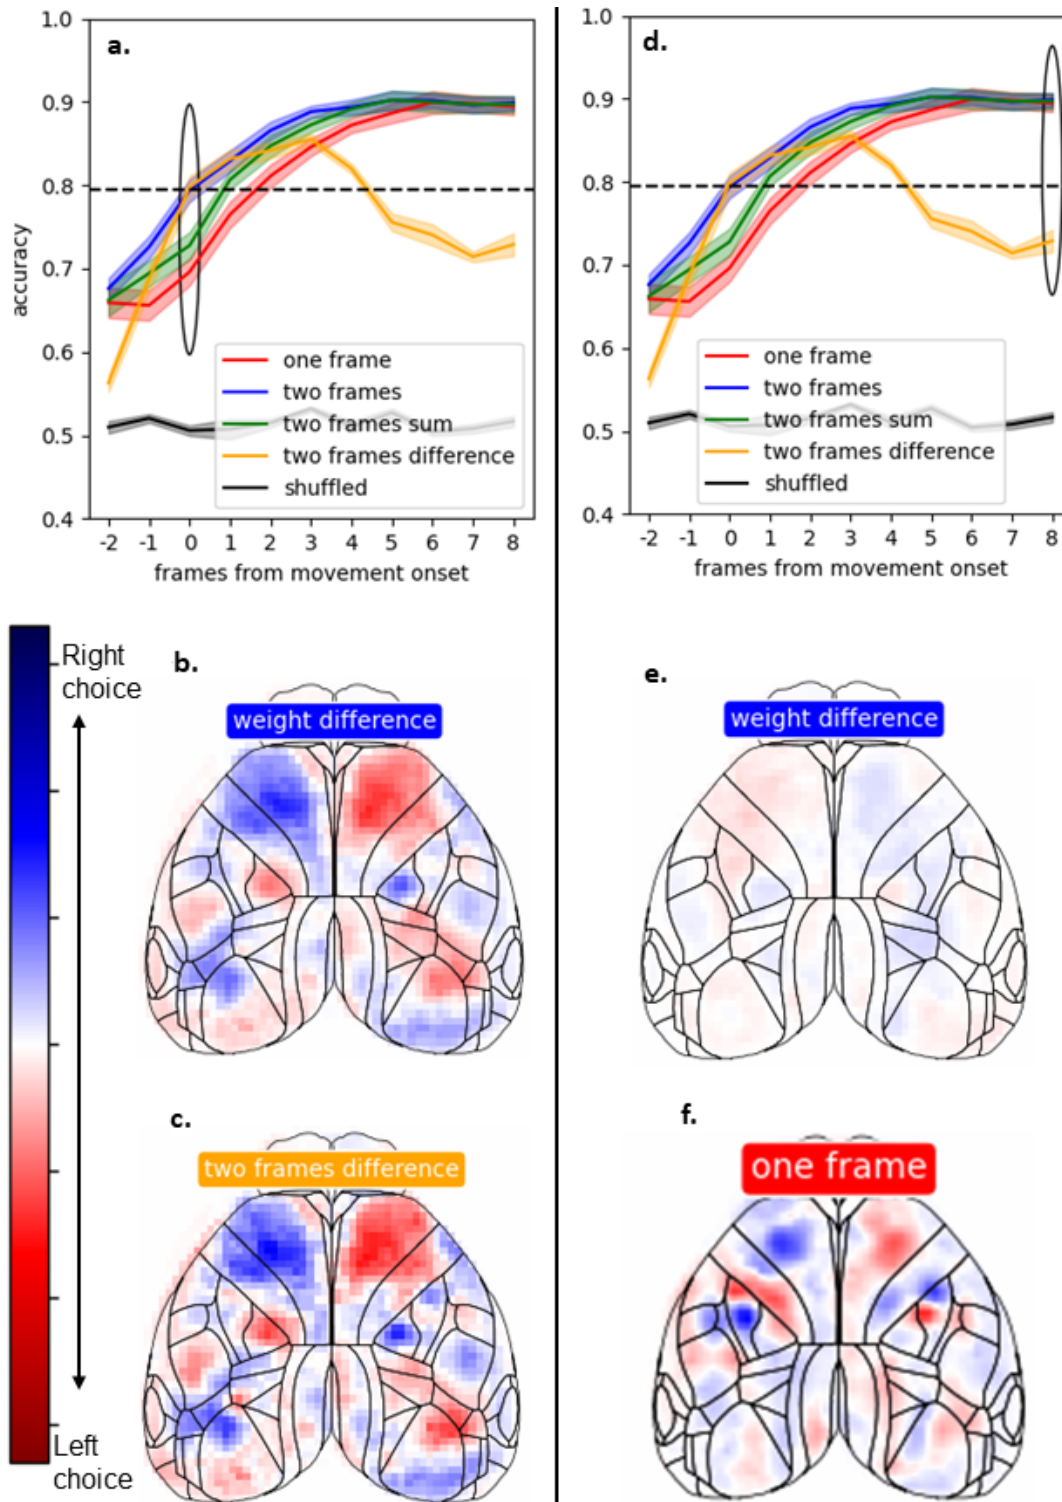 a.
1.0
0.9
0.8
0.7
0.6
0.5
0.4
accuracy
one frame
two frames
two frames sum
two frames difference
shuffled
-2 -1 0 1 2 3 4 5 6 7 8
frames from movement onset
d.
1.0
0.9
0.8
0.7
0.6
0.5
0.4
one frame
two frames
two frames sum
two frames difference
shuffled
-2 -1 0 1 2 3 4 5 6 7 8
frames from movement onset
Right
choice
Left
choice
b.
weight difference
c.
two frames difference
e.
weight difference
f.
one frame